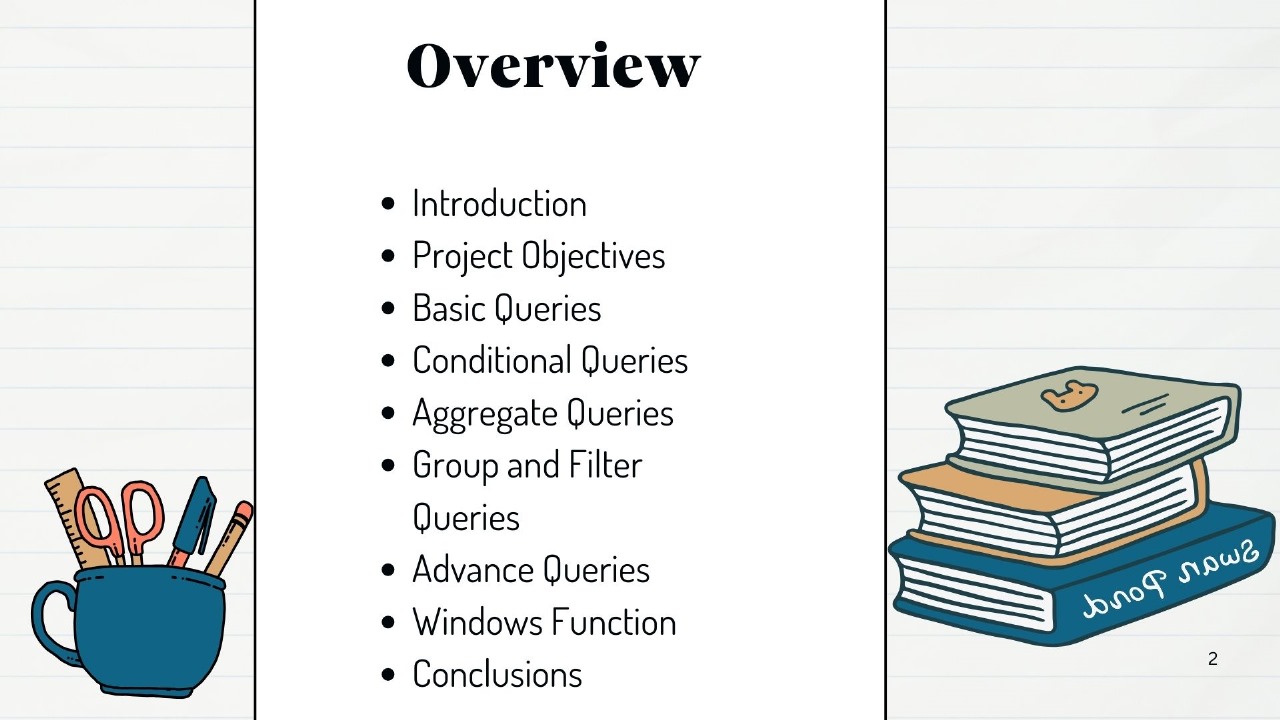 Overview
• Introduction
• Project Objectives
• Basic Queries
• Conditional Queries
• Aggregate Queries
• Group and Filter
Queries
• Advance Queries
• Windows Function
• Conclusions
Swan Pond
2